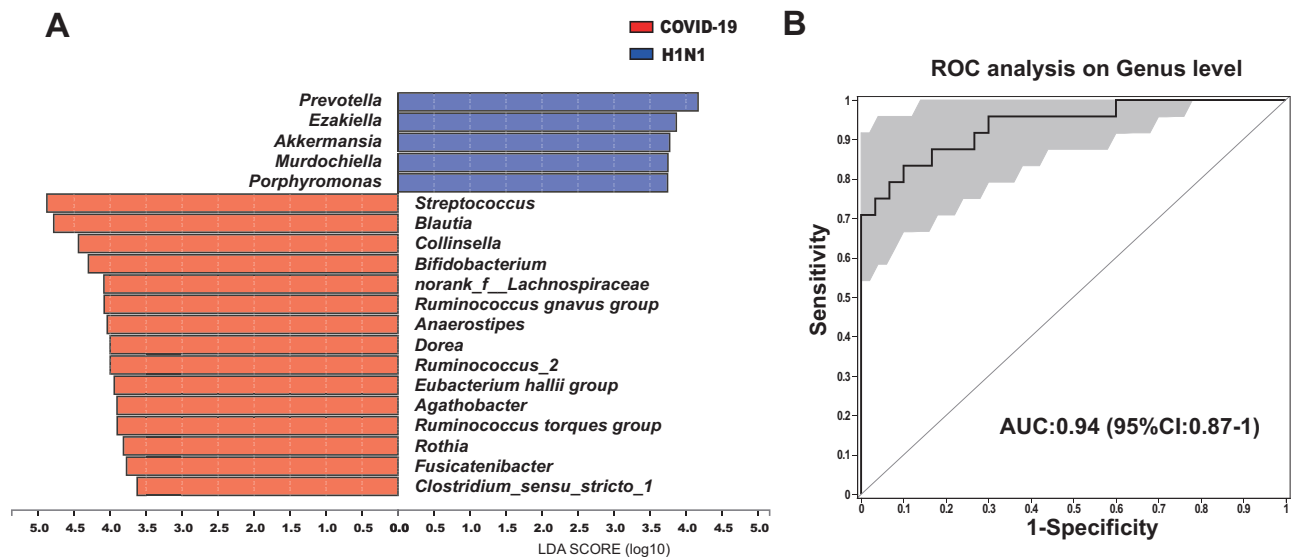 A
COVID-19
H1N1
Prevotella
Ezakiella
Akkermansia
Murdochiella
Porphyromonas
Streptococcus
Blautia
Collinsella
Bifidobacterium
norank_f__Lachnospiraceae
Ruminococcus gnavus group
Anaerostipes
Dorea
Ruminococcus_2
Eubacterium hallii group
Agathobacter
Ruminococcus torques group
Rothia
Fusicatenibacter
Clostridium_sensu_stricto_1
5.0 4.5 4.0 3.5 3.0 2.5 2.0 1.5 1.0 0.5 0.0 0.5 1.0 1.5 2.0 2.5 3.0 3.5 4.0 4.5 5.0
LDA SCORE (log10)
B
ROC analysis on Genus level
1
0.9
0.8
0.7
0.6
0.5
0.4
0.3
0.2
0.1
0
Sensitivity
AUC:0.94 (95%CI:0.87-1)
0 0.1 0.2 0.3 0.4 0.5 0.6 0.7 0.8 0.9 1
1-Specificity